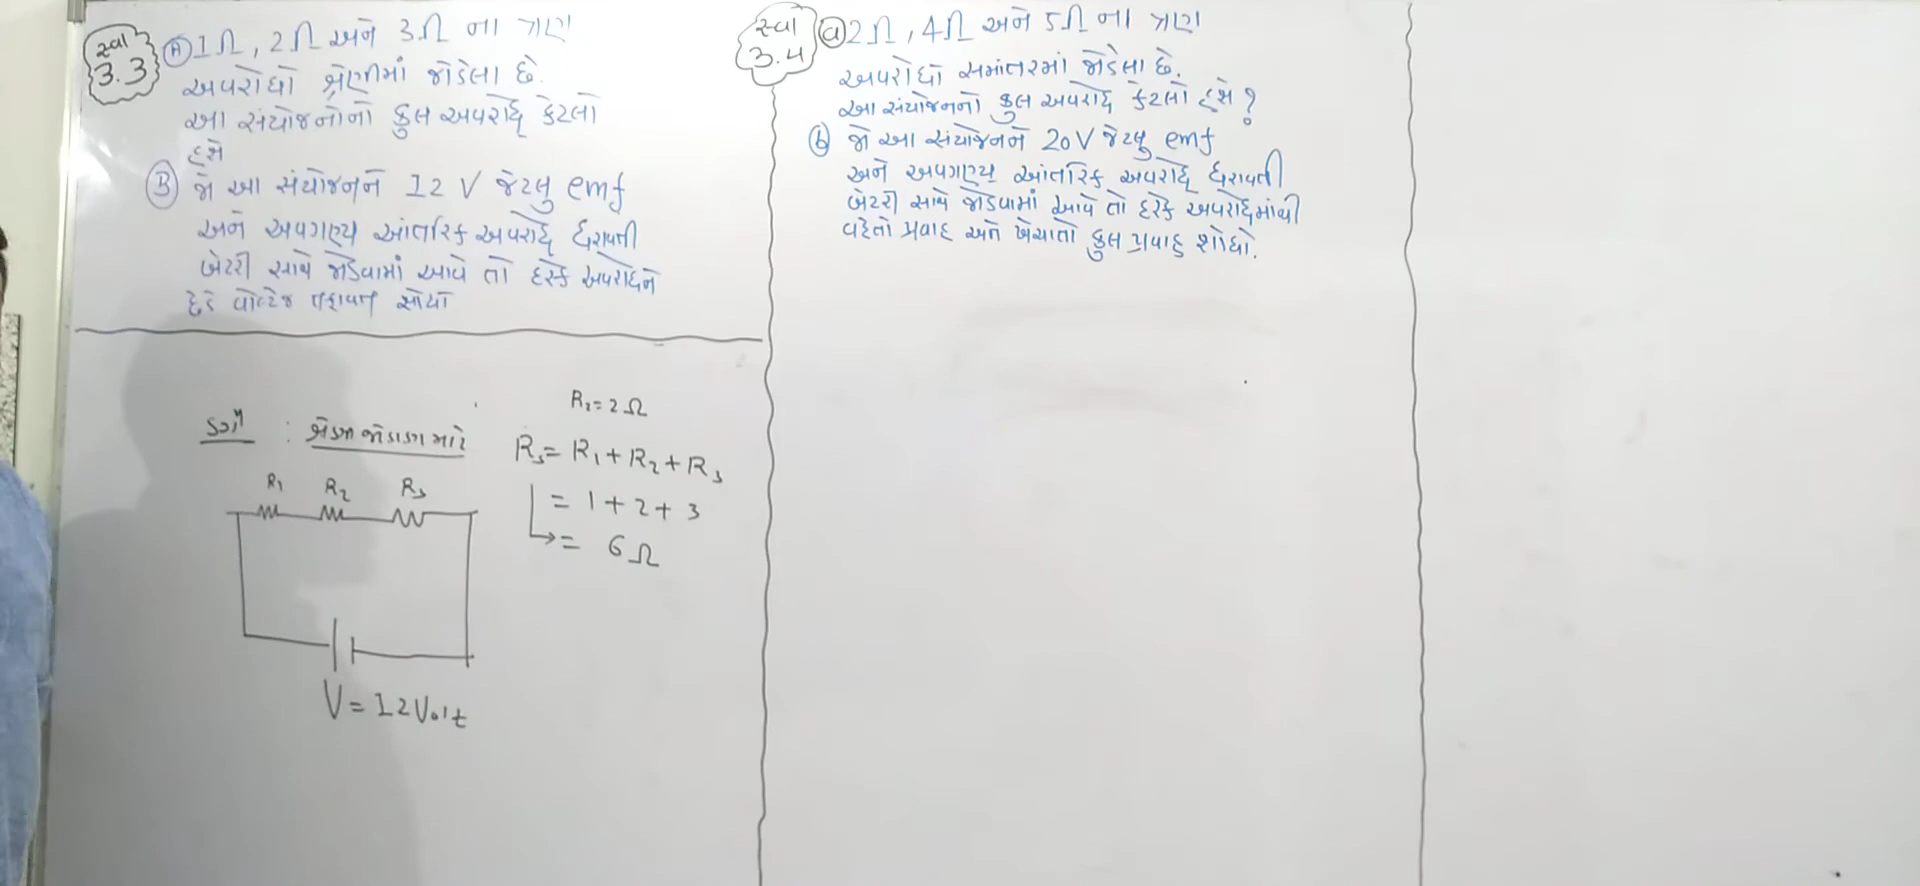 સ્વા 3.3
Ⓐ 1Ω, 2Ω અને 3Ω ના ત્રણ
અવરોધો શ્રેણીમાં જોડેલા છે.
આ સંયોજનોનો કુલ અવરોધ કેટલો
હશે
Ⓑ જો આ સંયોજનને 12 V જેટલુ emf
અને અવગણ્ય આંતરિક અવરોધ ધરાવતી
બેટરી સાથે જોડવામાં આવે તો દરેક અવરોધને
છેડે વોલ્ટેજ તફાવત સોધો
Solⁿ : શ્રેણી જોડાણ માટે
R₁ R₂ R₃
V = 12 Volt
R₂ = 2 Ω
Rₛ = R₁ + R₂ + R₃
= 1 + 2 + 3
↳ = 6 Ω
સ્વા 3.4
ⓐ 2Ω, 4Ω અને 5Ω ના ત્રણ
અવરોધો સમાંતરમાં જોડેલા છે.
આ સંયોજનનો કુલ અવરોધ કેટલો હશે ?
ⓑ જો આ સંયોજનને 20 V જેટલુ emf
અને અવગણ્ય આંતરિક અવરોધ ધરાવતી
બેટરી સાથે જોડવામાં આવે તો દરેક અવરોધમાંથી
વહેતો પ્રવાહ અને ખેંચાતો કુલ પ્રવાહ શોધો.